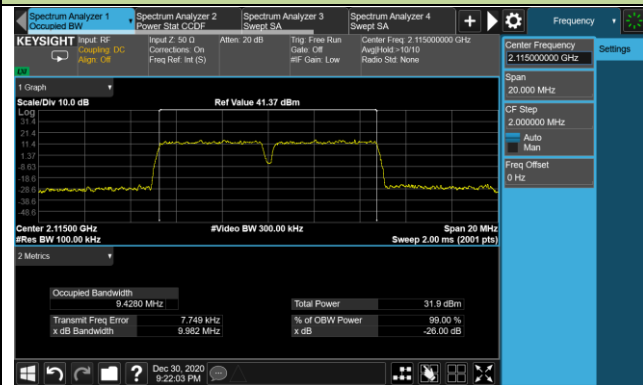 Spectrum Analyzer 1
Occupied BW
Spectrum Analyzer 2
Power Stat CCDF
Spectrum Analyzer 3
Swept SA
Spectrum Analyzer 4
Swept SA
Frequency
KEYSIGHT
Input: RF
Coupling: DC
Align: Off
Input Z: 50 Ω
Corrections: On
Freq Ref: Int (S)
Atten: 20 dB
Trig: Free Run
Gate: Off
#IF Gain: Low
Center Freq: 2.115000000 GHz
Avg|Hold:>10/10
Radio Std: None
Center Frequency
2.115000000 GHz
Settings
Span
20.000 MHz
CF Step
2.000000 MHz
Auto
Man
Freq Offset
0 Hz
1 Graph
Scale/Div 10.0 dB
Ref Value 41.37 dBm
Log
31.4
21.4
11.4
1.37
-8.63
-18.6
-28.6
-38.6
-48.6
Center 2.11500 GHz
#Video BW 300.00 kHz
Span 20 MHz
#Res BW 100.00 kHz
Sweep 2.00 ms (2001 pts)
2 Metrics
Occupied Bandwidth
9.4280 MHz
Total Power
31.9 dBm
Transmit Freq Error
7.749 kHz
% of OBW Power
99.00 %
x dB Bandwidth
9.982 MHz
x dB
-26.00 dB
?
Dec 30, 2020
9:22:03 PM